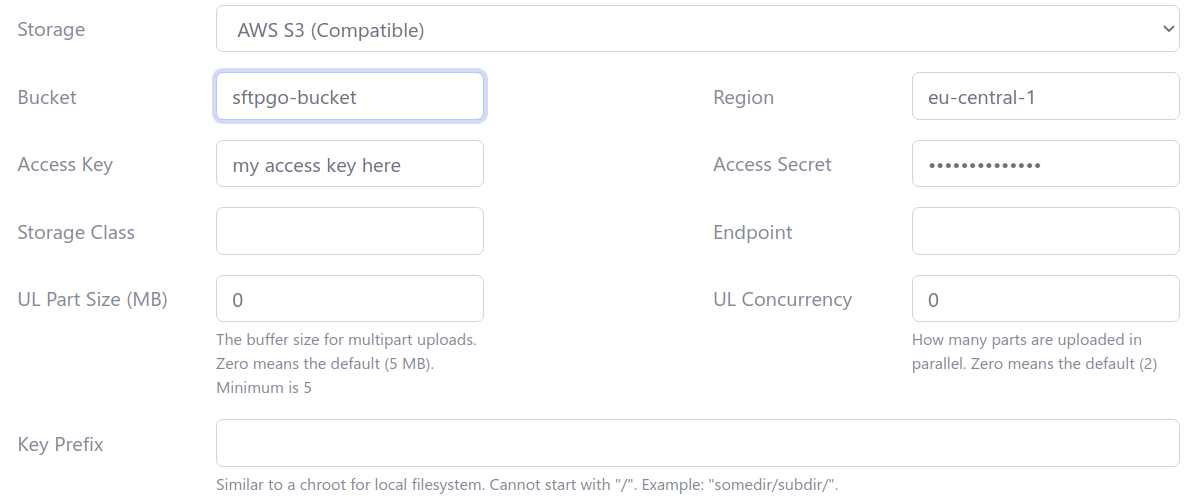 Storage
AWS S3 (Compatible)
Bucket
sftpgo-bucket
Region
eu-central-1
Access Key
my access key here
Access Secret
••••••••••••••
Storage Class
Endpoint
UL Part Size (MB)
0
The buffer size for multipart uploads.
Zero means the default (5 MB).
Minimum is 5
UL Concurrency
0
How many parts are uploaded in
parallel. Zero means the default (2)
Key Prefix
Similar to a chroot for local filesystem. Cannot start with "/". Example: "somedir/subdir/".